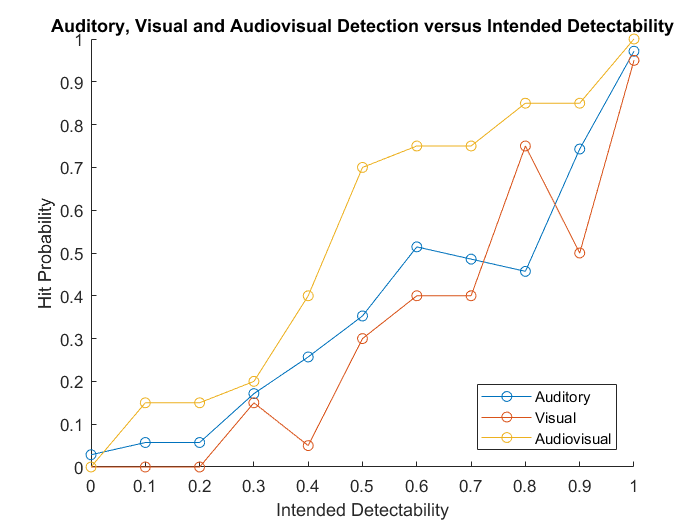 Auditory, Visual and Audiovisual Detection versus Intended Detectability
1
0.9
0.8
0.7
0.6
0.5
0.4
0.3
0.2
0.1
0
Hit Probability
0 0.1 0.2 0.3 0.4 0.5 0.6 0.7 0.8 0.9 1
Intended Detectability
Auditory
Visual
Audiovisual